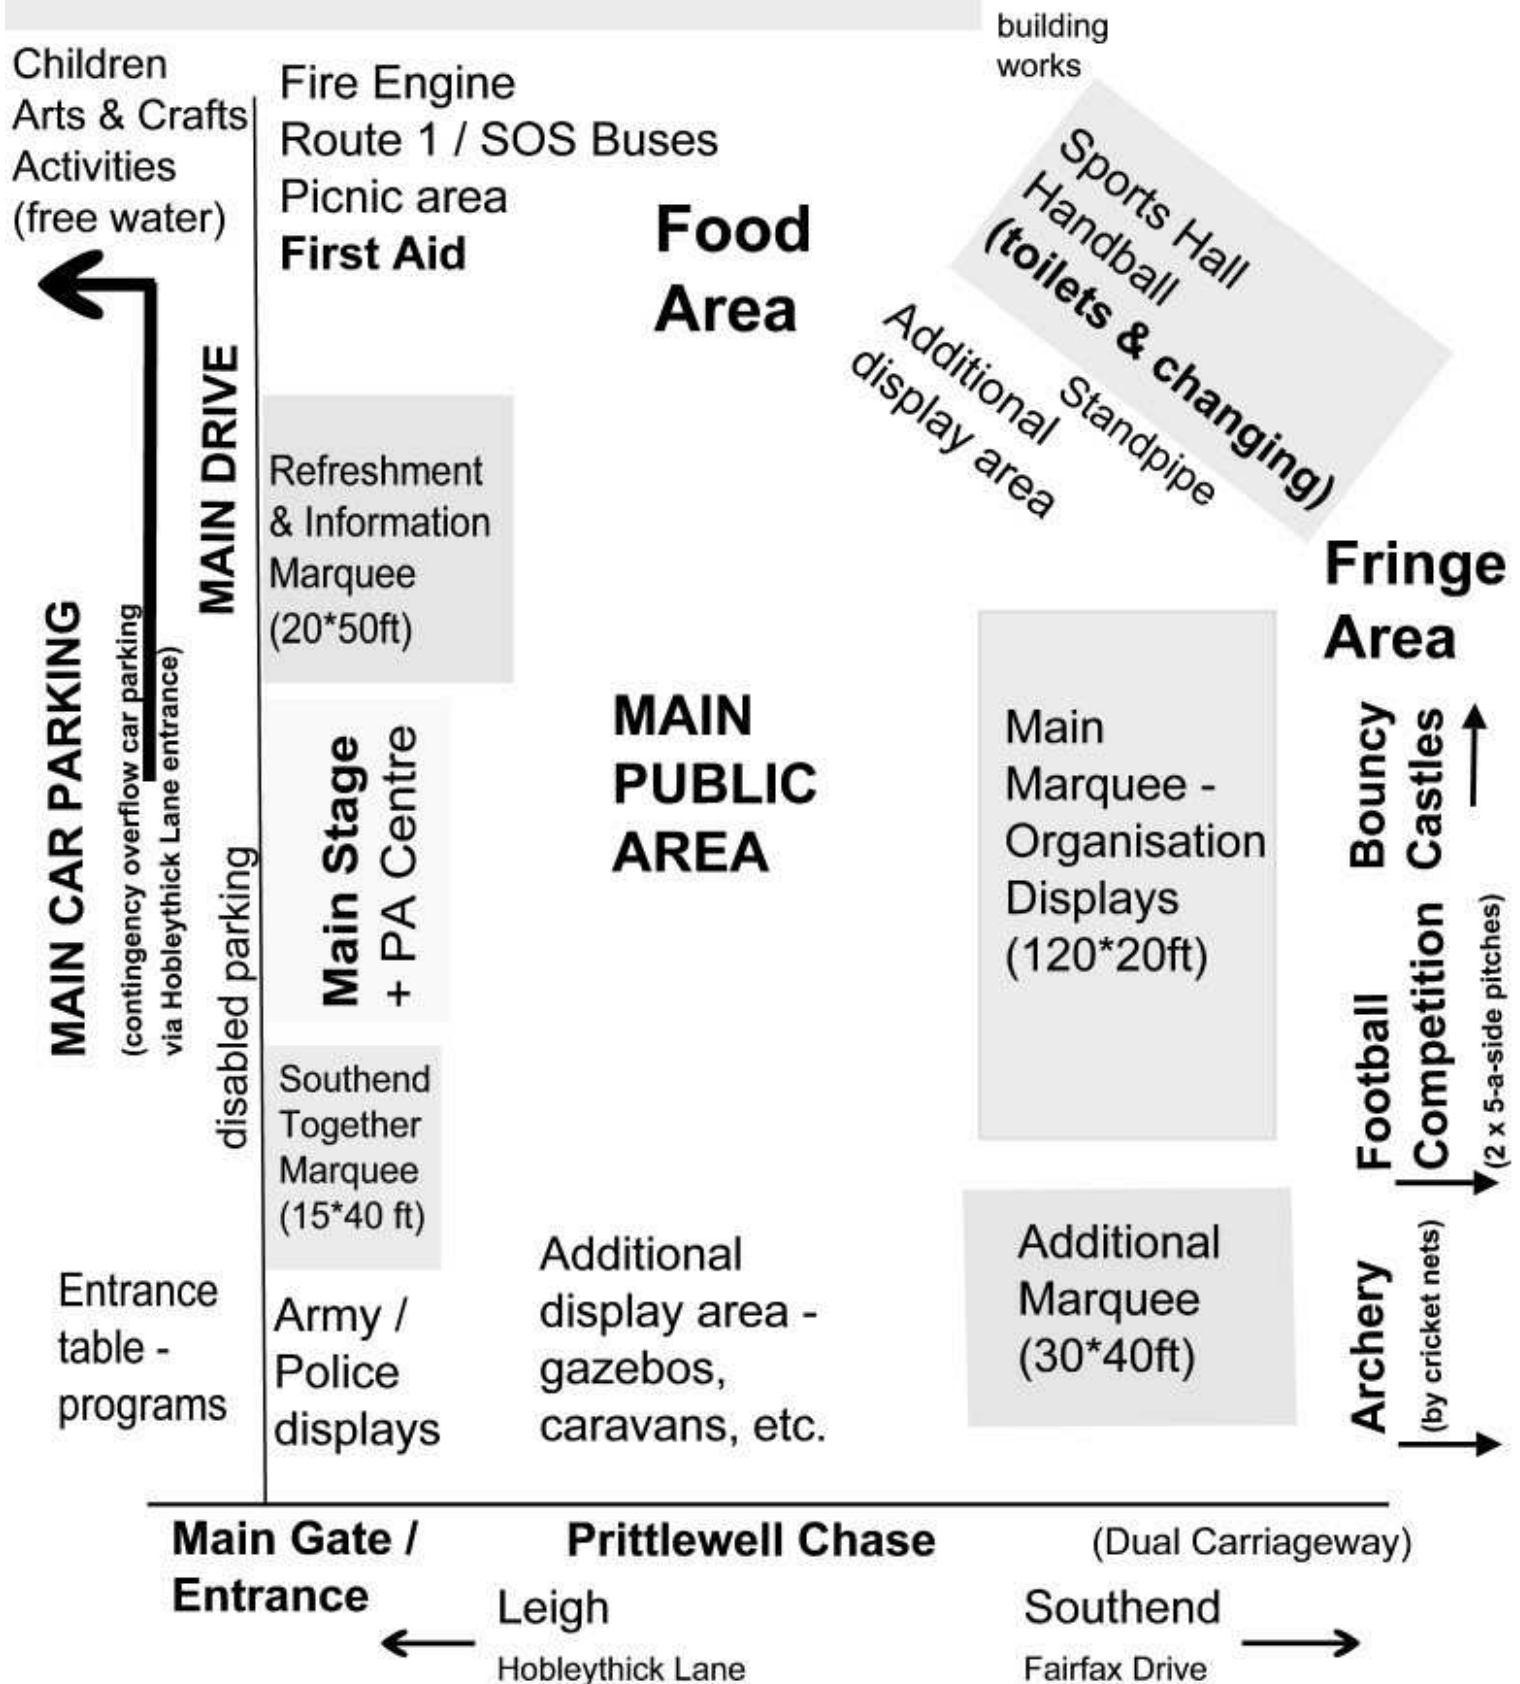 building
works
Children
Arts & Crafts
Activities
(free water)
Fire Engine
Route 1 / SOS Buses
Picnic area
First Aid
Food
Area
Sports Hall
Handball
(toilets & changing)
Additional
display area
Standpipe
MAIN DRIVE
Refreshment
& Information
Marquee
(20*50ft)
Fringe
Area
MAIN CAR PARKING
(contingency overflow car parking
via Hobleythick Lane entrance)
disabled parking
Main Stage
+ PA Centre
MAIN
PUBLIC
AREA
Main
Marquee -
Organisation
Displays
(120*20ft)
Bouncy
Castles
Football
Competition
(2 x 5-a-side pitches)
Southend
Together
Marquee
(15*40 ft)
Entrance
table -
programs
Army /
Police
displays
Additional
display area -
gazebos,
caravans, etc.
Additional
Marquee
(30*40ft)
Archery
(by cricket nets)
Main Gate /
Entrance
Prittlewell Chase
(Dual Carriageway)
Leigh
Hobleythick Lane
Southend
Fairfax Drive